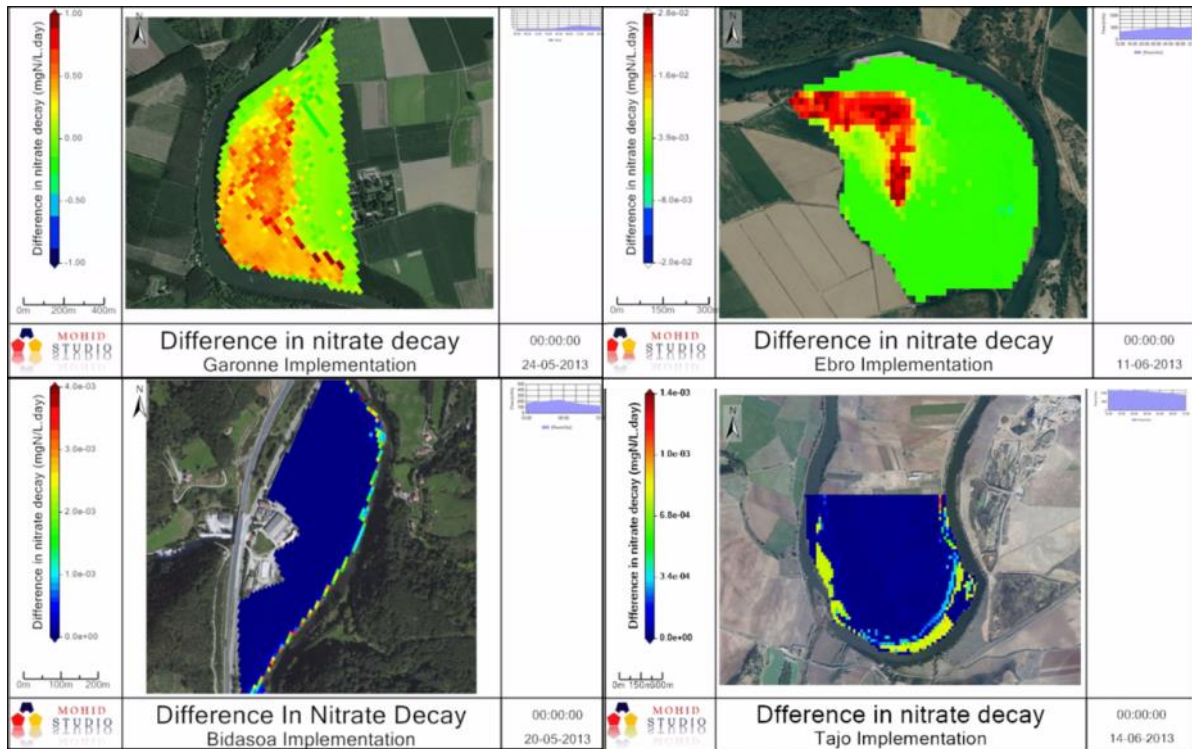 Difference in nitrate decay (mgN/L.day)
1.00
0.50
0.00
-0.50
-1.00
N
0m 200m 400m
MOHID
STUDIO
Difference in nitrate decay
Garonne Implementation
00:00:00
24-05-2013
Difference in nitrate decay (mgN/L.day)
2.8e-02
1.6e-02
3.9e-03
-8.0e-03
-2.0e-02
N
0m 150m 300m
MOHID
STUDIO
Difference in nitrate decay
Ebro Implementation
00:00:00
11-06-2013
Difference in nitrate decay (mgN/L.day)
4.0e-03
3.0e-03
2.0e-03
1.0e-03
0.0e+00
N
0m 100m 200m
MOHID
STUDIO
Difference In Nitrate Decay
Bidasoa Implementation
00:00:00
20-05-2013
Difference in nitrate decay (mgN/L.day)
1.4e-03
1.0e-03
6.8e-04
3.4e-04
0.0e+00
N
MOHID
STUDIO
Dfference in nitrate decay
Tajo Implementation
00:00:00
14-06-2013